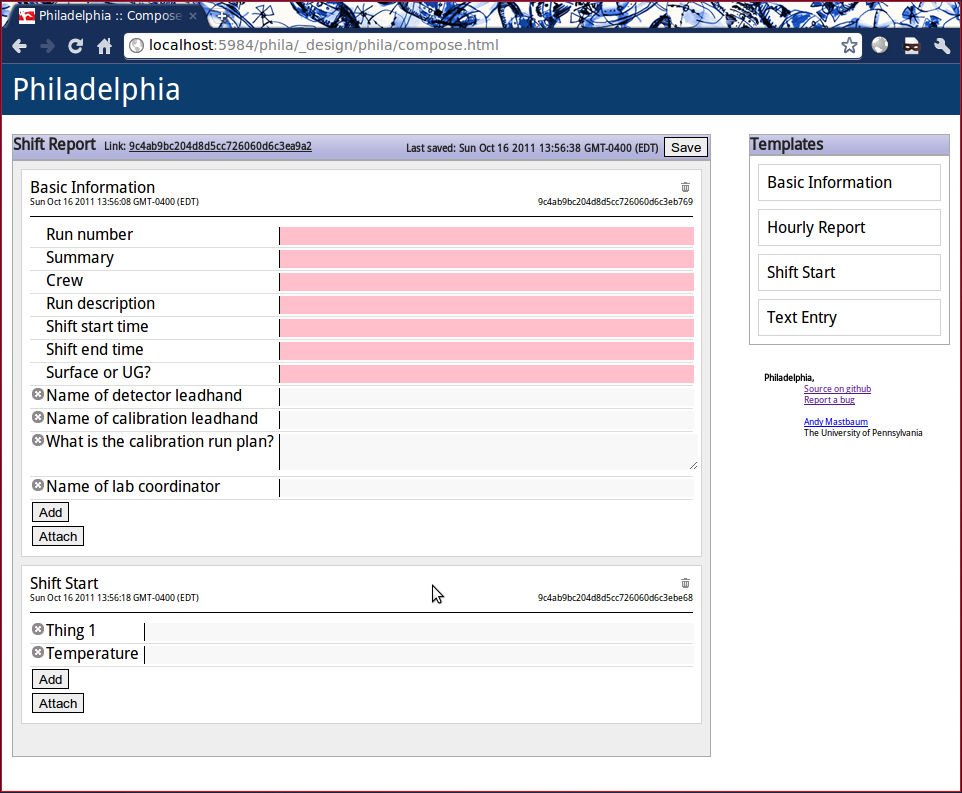 Philadelphia :: Compose
localhost:5984/phila/_design/phila/compose.html
Philadelphia
Shift Report Link: 9c4ab9bc204d8d5cc726060d6c3ea9a2 Last saved: Sun Oct 16 2011 13:56:38 GMT-0400 (EDT) Save
Basic Information
Sun Oct 16 2011 13:56:08 GMT-0400 (EDT) 9c4ab9bc204d8d5cc726060d6c3eb769
Run number
Summary
Crew
Run description
Shift start time
Shift end time
Surface or UG?
Name of detector leadhand
Name of calibration leadhand
What is the calibration run plan?
Name of lab coordinator
Add
Attach
Shift Start
Sun Oct 16 2011 13:56:18 GMT-0400 (EDT) 9c4ab9bc204d8d5cc726060d6c3ebe68
Thing 1
Temperature
Add
Attach
Templates
Basic Information
Hourly Report
Shift Start
Text Entry
Philadelphia,
Source on github
Report a bug
Andy Mastbaum
The University of Pennsylvania